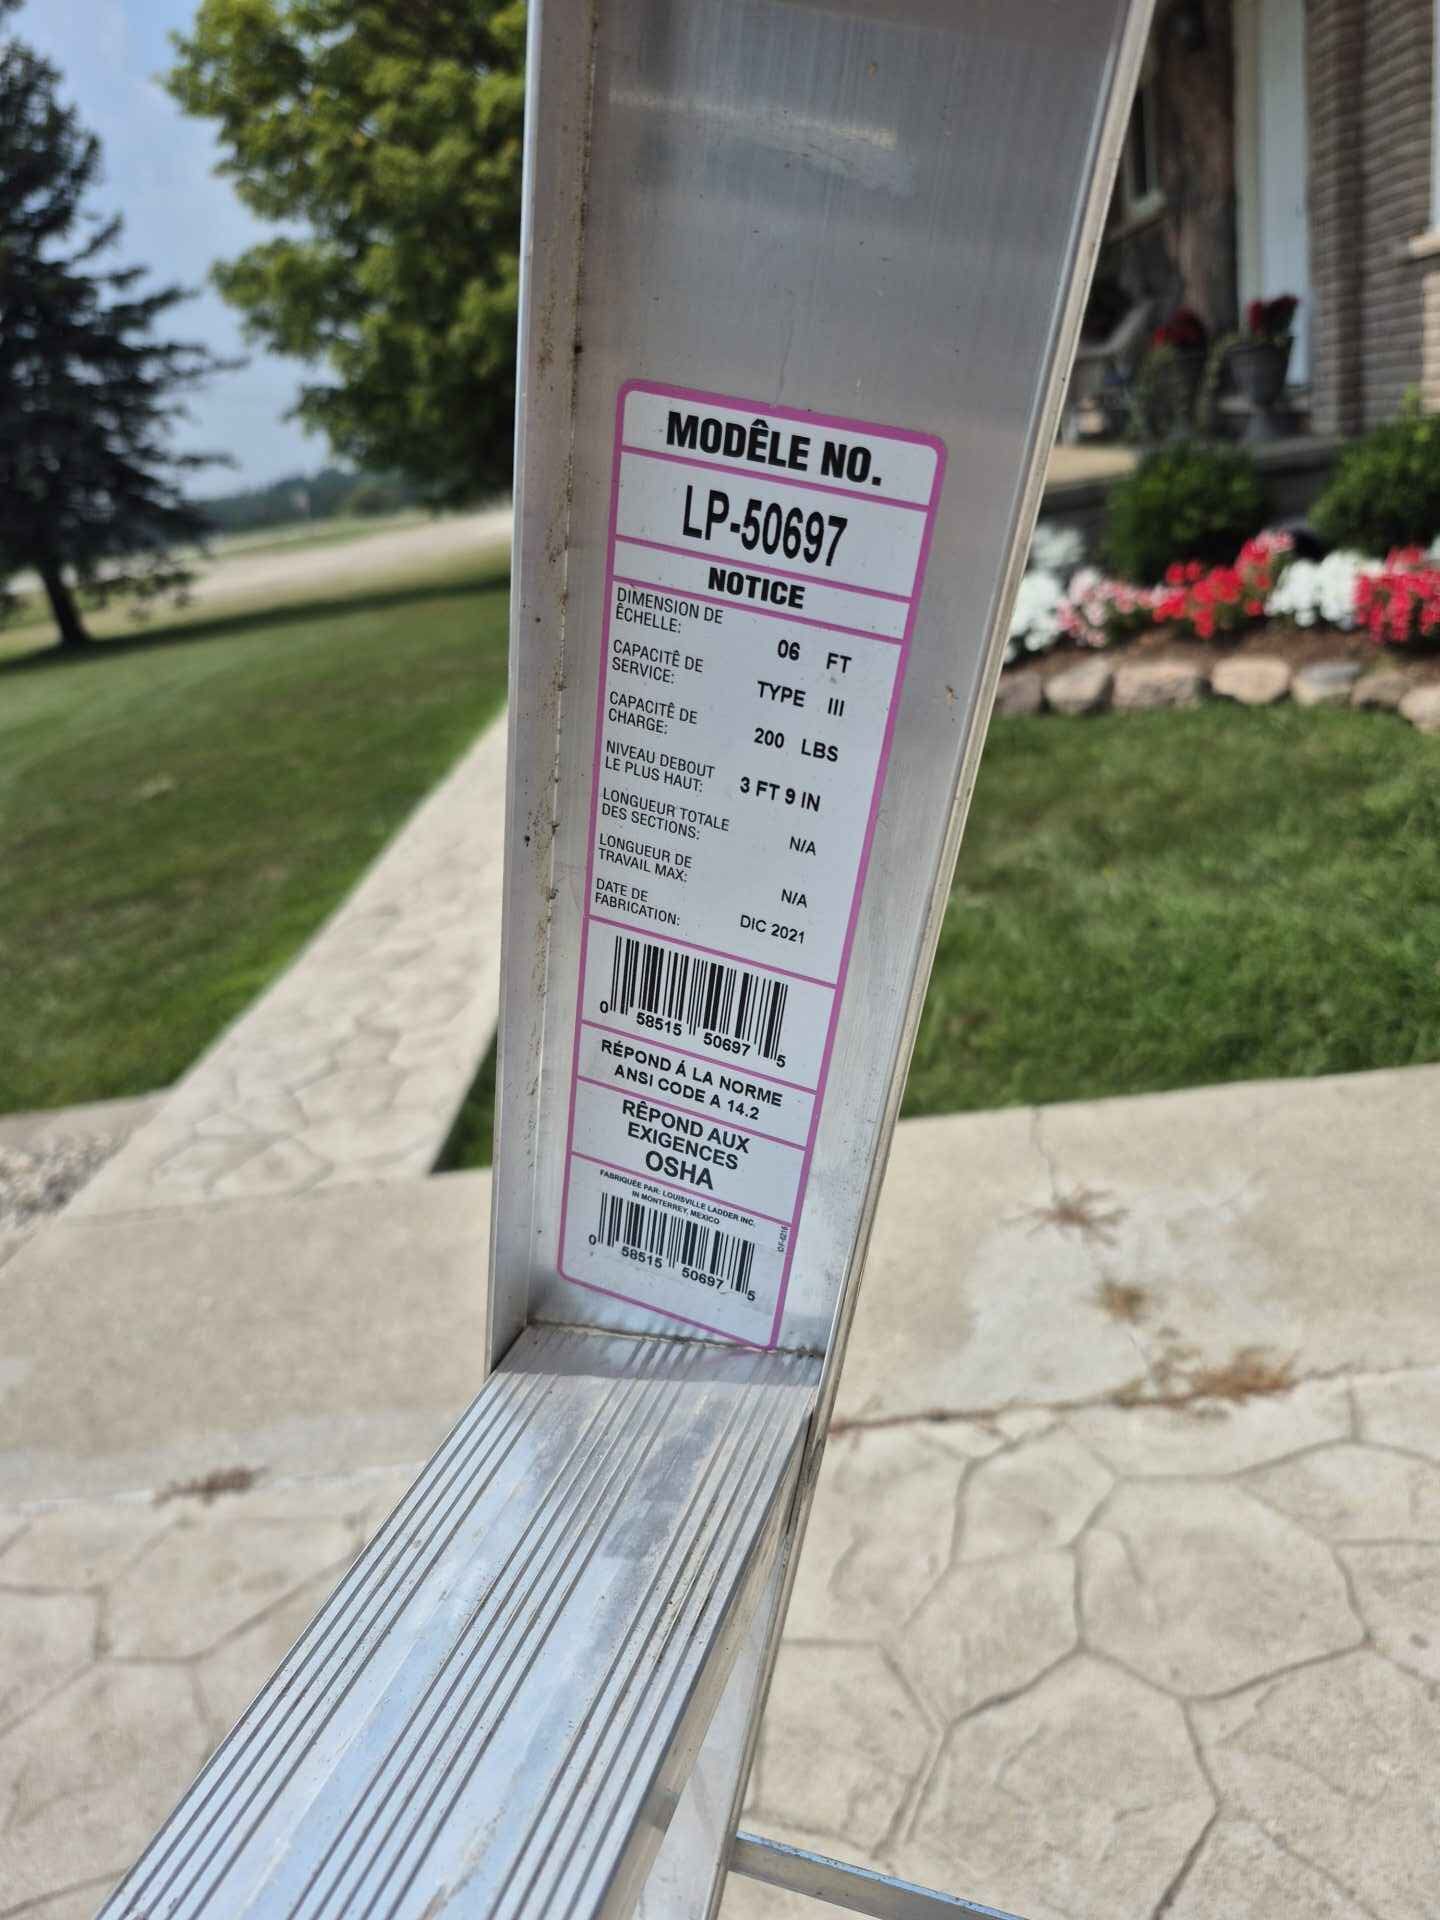 MODÊLE NO.
LP-50697
NOTICE
DIMENSION DE
ÊCHELLE:
06 FT
CAPACITÊ DE
SERVICE:
TYPE III
CAPACITÊ DE
CHARGE:
200 LBS
NIVEAU DEBOUT
LE PLUS HAUT:
3 FT 9 IN
LONGUEUR TOTALE
DES SECTIONS:
N/A
LONGUEUR DE
TRAVAIL MAX:
N/A
DATE DE
FABRICATION:
DIC 2021
0 58515 50697 5
RÉPOND Á LA NORME
ANSI CODE A 14.2
RÊPOND AUX
EXIGENCES
OSHA
FABRIQUÉE PAR: LOUISVILLE LADDER INC.
IN MONTERREY, MEXICO
0 58515 50697 5